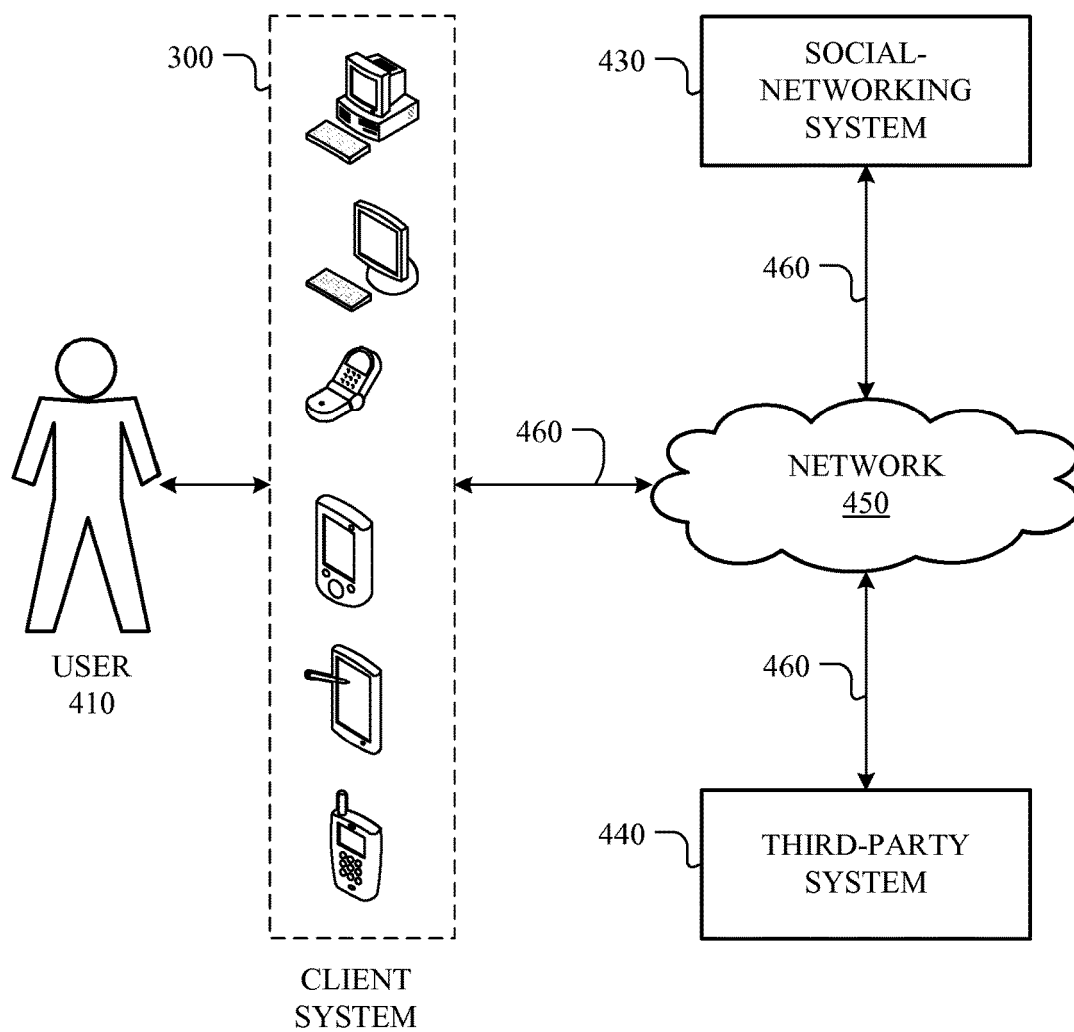 300
430
SOCIAL-
NETWORKING
SYSTEM
460
460
NETWORK
450
USER
410
460
440
THIRD-PARTY
SYSTEM
CLIENT
SYSTEM